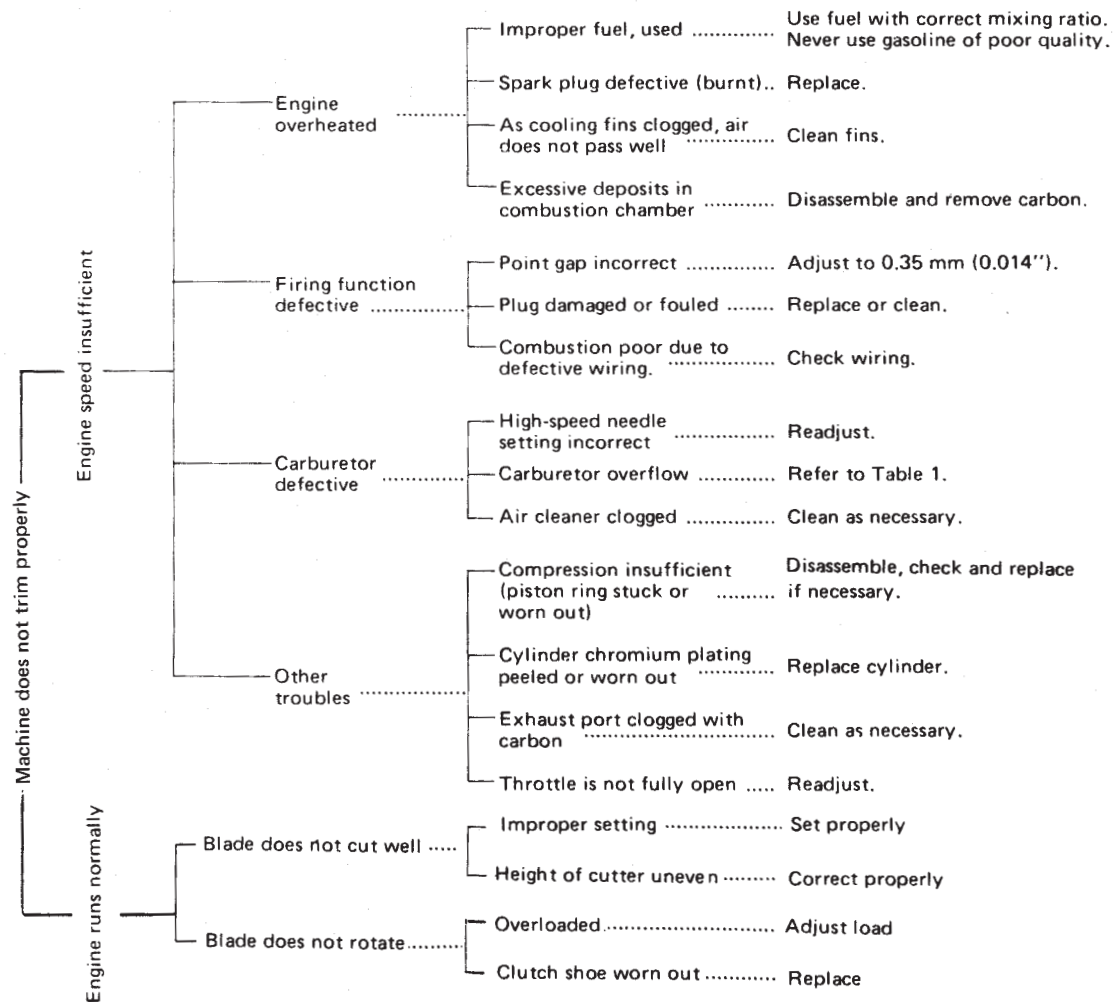 Machine does not trim properly
Engine speed insufficient
Engine
overheated ............
Improper fuel, used ............. Use fuel with correct mixing ratio.
Never use gasoline of poor quality.
Spark plug defective (burnt).. Replace.
As cooling fins clogged, air
does not pass well ............... Clean fins.
Excessive deposits in
combustion chamber ............ Disassemble and remove carbon.
Firing function
defective ................
Point gap incorrect ............... Adjust to 0.35 mm (0.014'').
Plug damaged or fouled ........ Replace or clean.
Combustion poor due to
defective wiring. ................ Check wiring.
Carburetor
defective ..............
High-speed needle
setting incorrect ................. Readjust.
Carburetor overflow ............. Refer to Table 1.
Air cleaner clogged ............... Clean as necessary.
Other
troubles ..................
Compression insufficient
(piston ring stuck or .......... 
worn out)
Disassemble, check and replace
if necessary.
Cylinder chromium plating
peeled or worn out ............ Replace cylinder.
Exhaust port clogged with
carbon .............................. Clean as necessary.
Throttle is not fully open ..... Readjust.
Engine runs normally
Blade does not cut well .....
Improper setting .................... Set properly
Height of cutter uneven ......... Correct properly
Blade does not rotate .........
Overloaded............................. Adjust load
Clutch shoe worn out ............ Replace